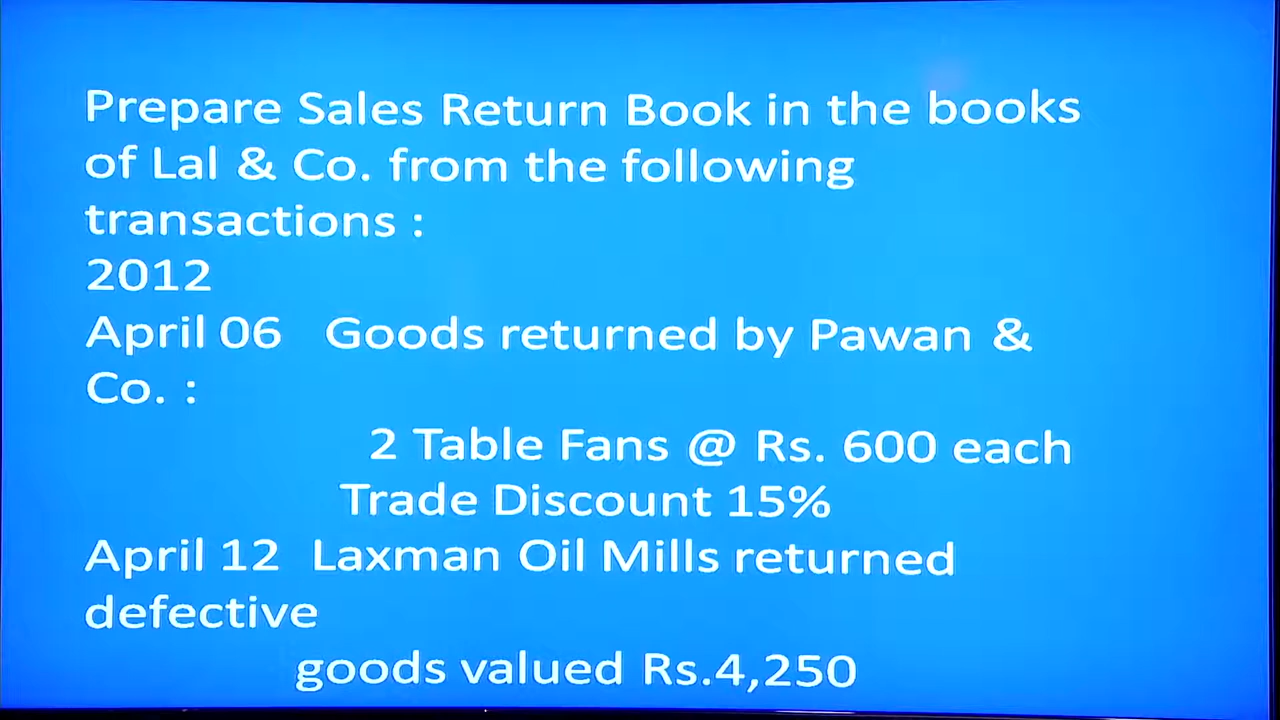 Prepare Sales Return Book in the books
of Lal & Co. from the following
transactions :
2012
April 06 Goods returned by Pawan &
Co. :
2 Table Fans @ Rs. 600 each
Trade Discount 15%
April 12 Laxman Oil Mills returned
defective
goods valued Rs.4,250